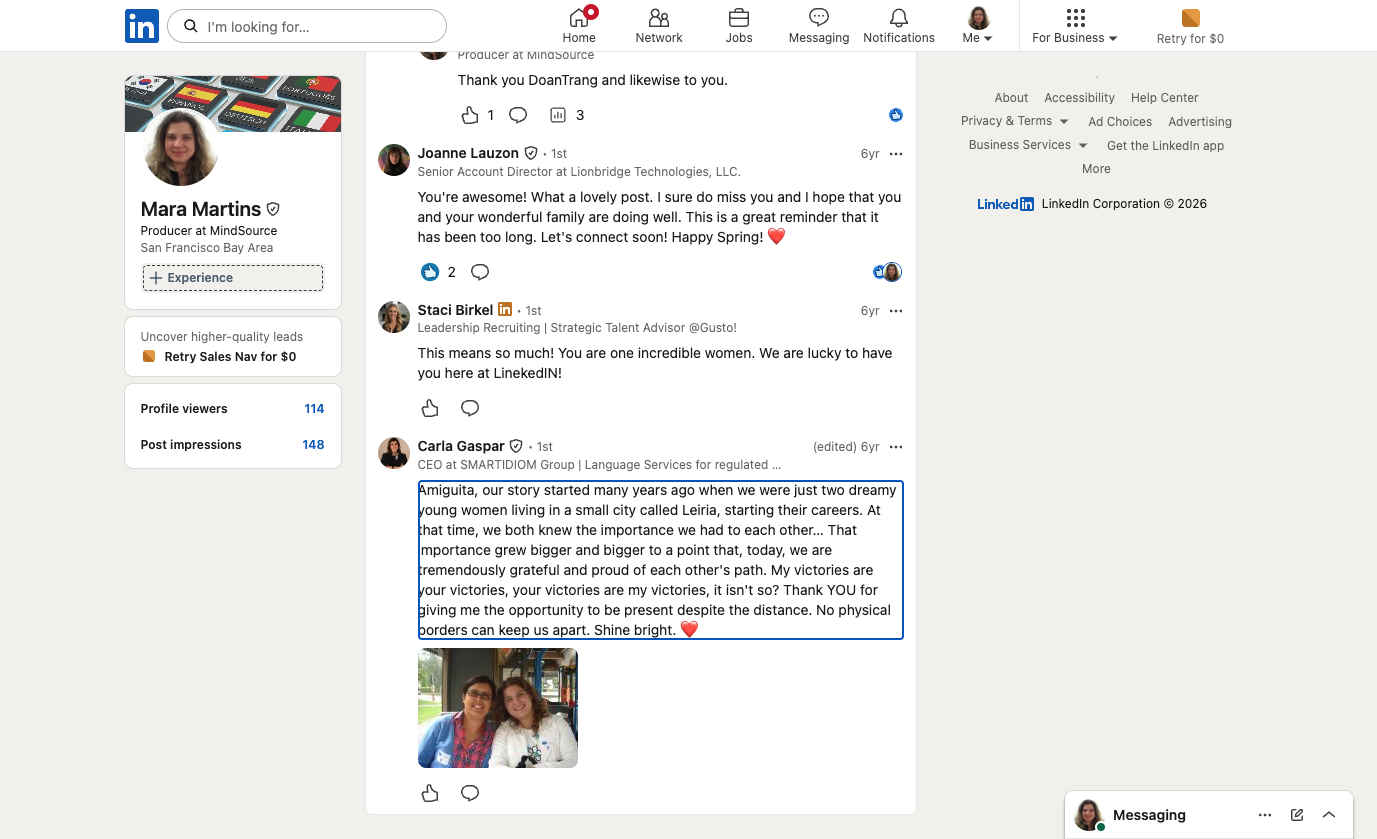 in
I'm looking for...
Home
Network
Jobs
Messaging
Notifications
Me
For Business
Retry for $0
ESPAÑOL
DEUTSCH
PORTUGUÊS
Mara Martins
Producer at MindSource
San Francisco Bay Area
Experience
Uncover higher-quality leads
Retry Sales Nav for $0
Profile viewers 114
Post impressions 148
Producer at MindSource
Thank you DoanTrang and likewise to you.
1 3
Joanne Lauzon • 1st 6yr
Senior Account Director at Lionbridge Technologies, LLC.
You're awesome! What a lovely post. I sure do miss you and I hope that you
and your wonderful family are doing well. This is a great reminder that it
has been too long. Let's connect soon! Happy Spring! ❤️
2
Staci Birkel in • 1st 6yr
Leadership Recruiting | Strategic Talent Advisor @Gusto!
This means so much! You are one incredible women. We are lucky to have
you here at LinekedIN!
Carla Gaspar • 1st (edited) 6yr
CEO at SMARTIDIOM Group | Language Services for regulated ...
Amiguita, our story started many years ago when we were just two dreamy
young women living in a small city called Leiria, starting their careers. At
that time, we both knew the importance we had to each other... That
importance grew bigger and bigger to a point that, today, we are
tremendously grateful and proud of each other's path. My victories are
your victories, your victories are my victories, it isn't so? Thank YOU for
giving me the opportunity to be present despite the distance. No physical
borders can keep us apart. Shine bright. ❤️
About Accessibility Help Center
Privacy & Terms Ad Choices Advertising
Business Services Get the LinkedIn app
More
LinkedIn LinkedIn Corporation © 2026
Messaging